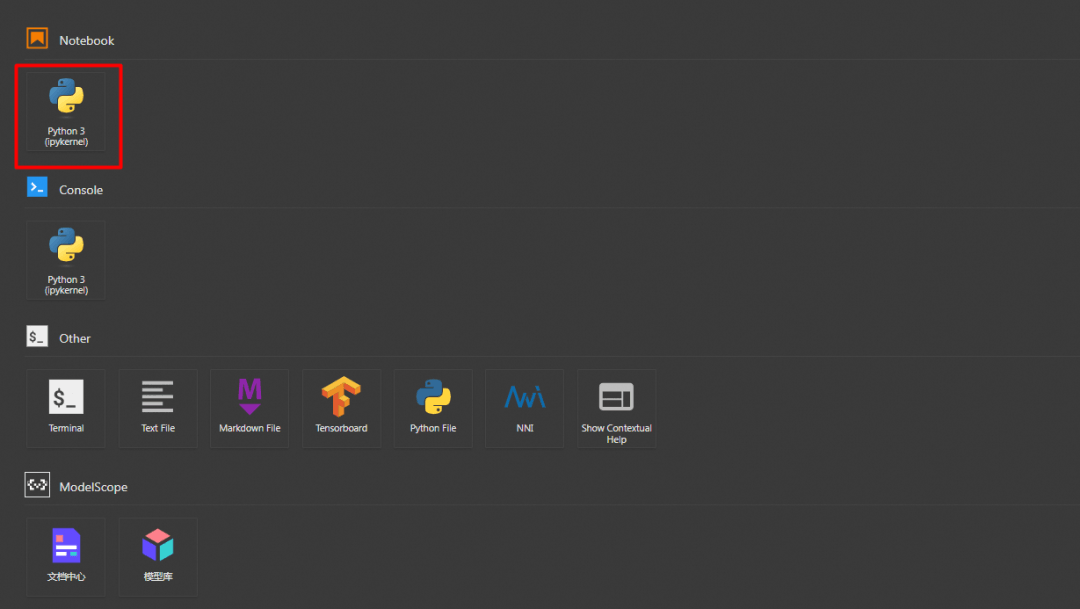 Notebook
Python 3
(ipykernel)
Console
Python 3
(ipykernel)
$_ Other
$_
M
Terminal
Text File
Markdown File
Tensorboard
Python File
NNI
Show Contextual
Help
ModelScope
文档中心
模型库